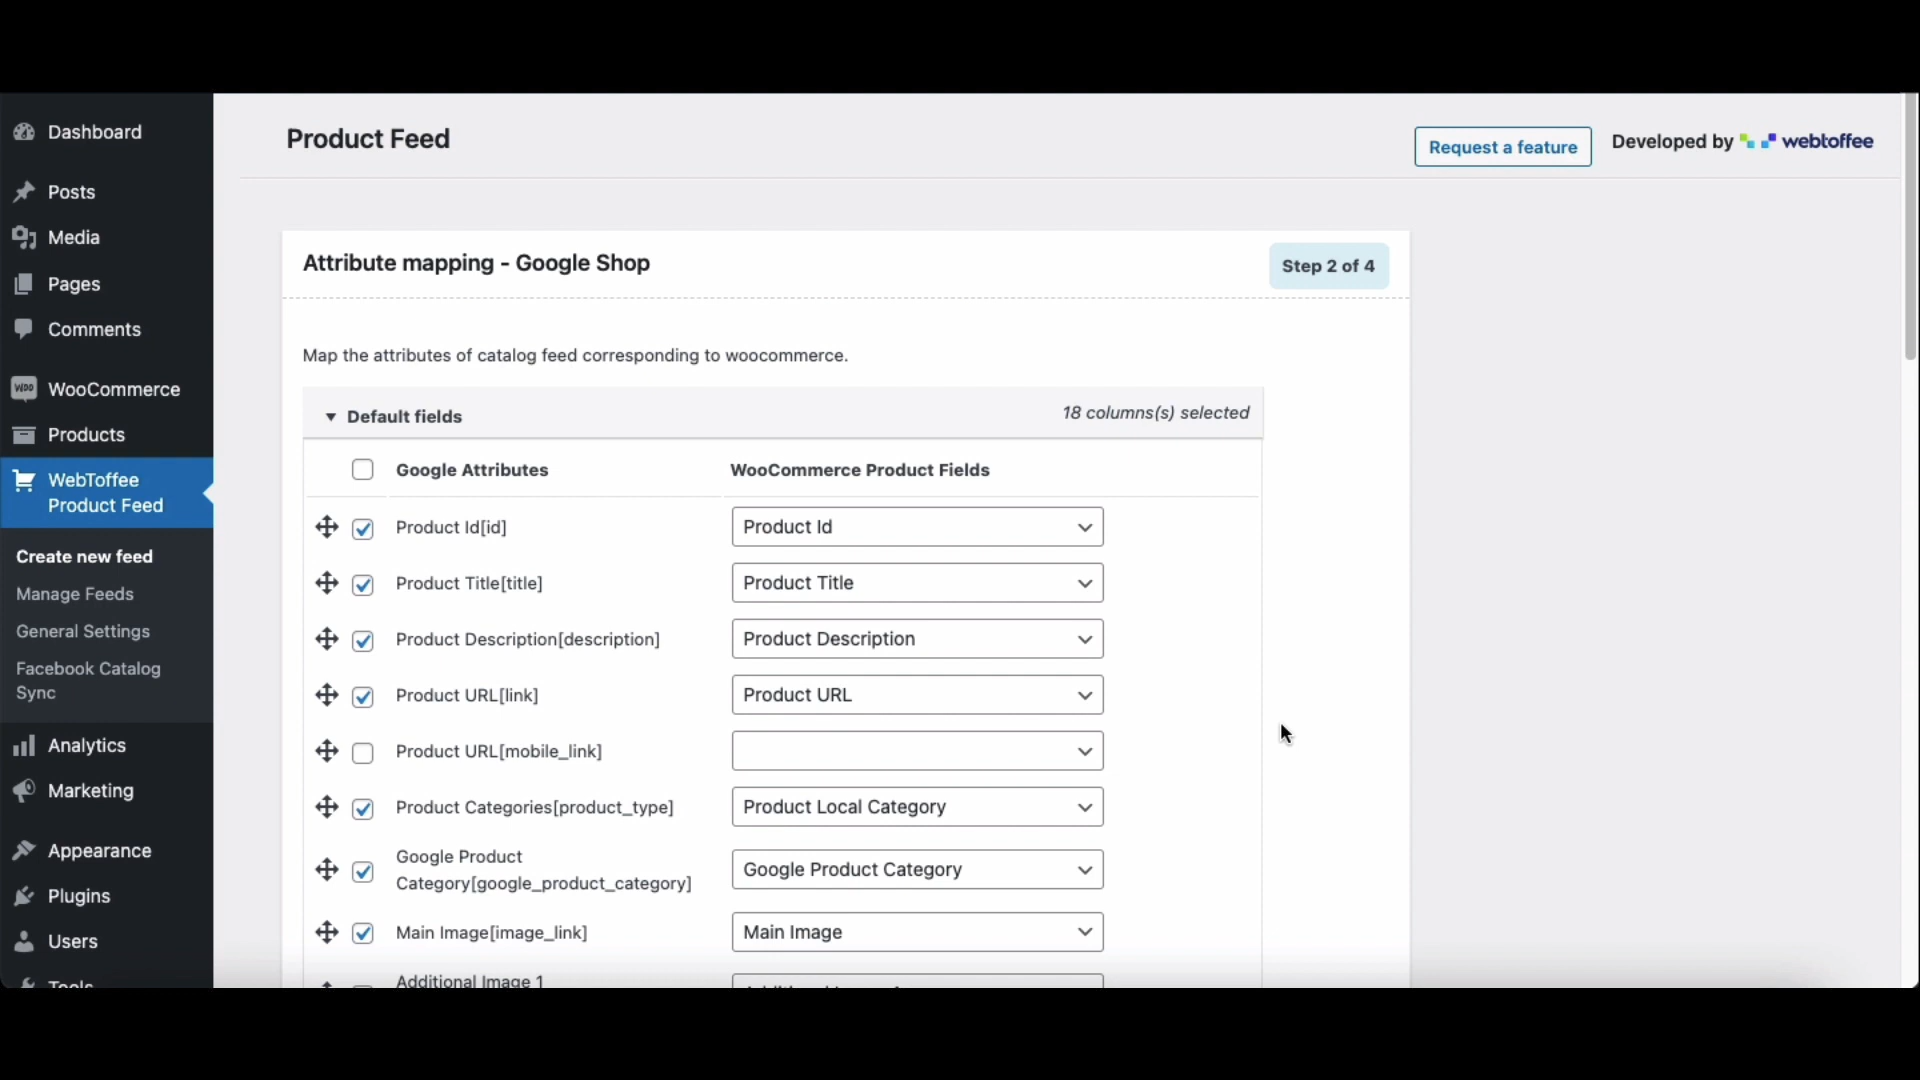 Dashboard
Posts
Media
Pages
Comments
WooCommerce
Products
WebToffee
Product Feed
Create new feed
Manage Feeds
General Settings
Facebook Catalog
Sync
Analytics
Marketing
Appearance
Plugins
Users
Tools
Product Feed
Request a feature
Developed by webtoffee
Attribute mapping - Google Shop
Step 2 of 4
Map the attributes of catalog feed corresponding to woocommerce.
Default fields
18 columns(s) selected
Google Attributes WooCommerce Product Fields
Product Id[id] Product Id
Product Title[title] Product Title
Product Description[description] Product Description
Product URL[link] Product URL
Product URL[mobile_link]
Product Categories[product_type] Product Local Category
Google Product
Category[google_product_category] Google Product Category
Main Image[image_link] Main Image
Additional Image 1